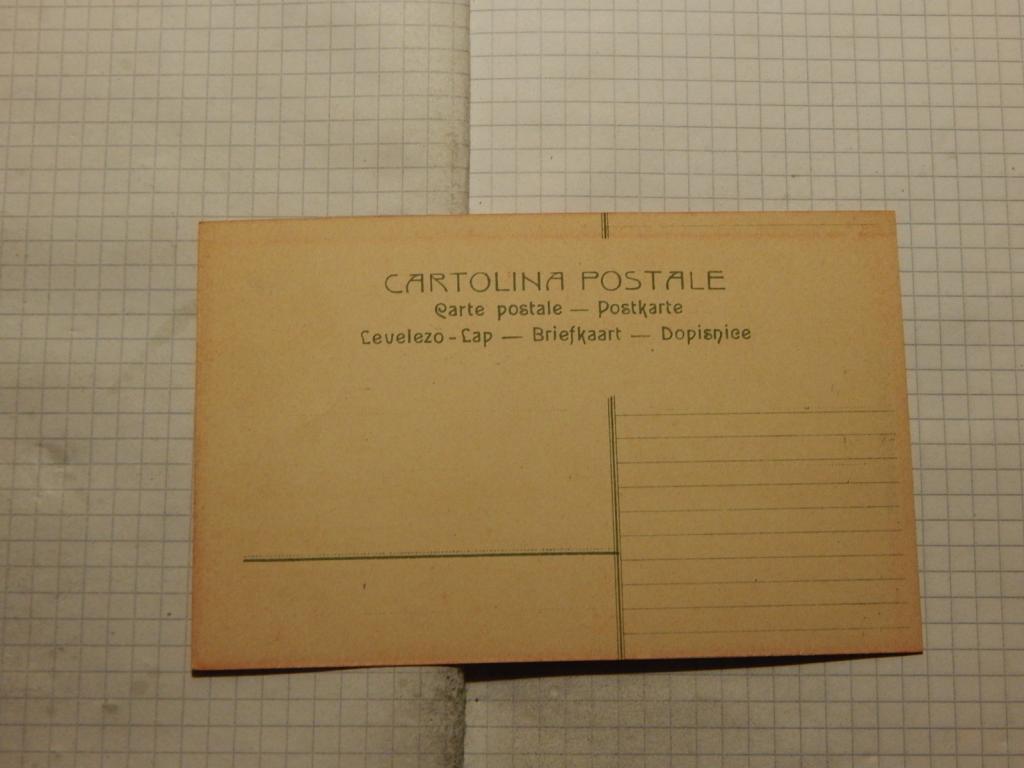 CARTOLINA POSTALE
Carte postale — Postkarte
Levelezo-Lap — Briefkaart — Dopisnice